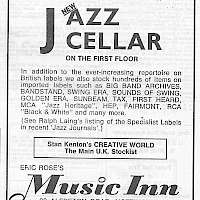 NEW
JAZZ
CELLAR
ON THE FIRST FLOOR
In addition to the ever-increasing repertoire on
British labels we also stock hundreds of items on
imported labels such as BIG BAND ARCHIVES,
BANDSTAND, SWING ERA, SOUNDS OF SWING,
GOLDEN ERA, SUNBEAM, TAX, FIRST HEARD,
MCA "Jazz Heritage", HEP, FAIRMONT, RCA
"Black & White" and many more.
[See Ralph Laing's listing of the Specialist Labels
in recent 'Jazz Journals'.]
Stan Kenton's CREATIVE WORLD
The Main U.K. Stockist
ERIC ROSE'S
Music Inn